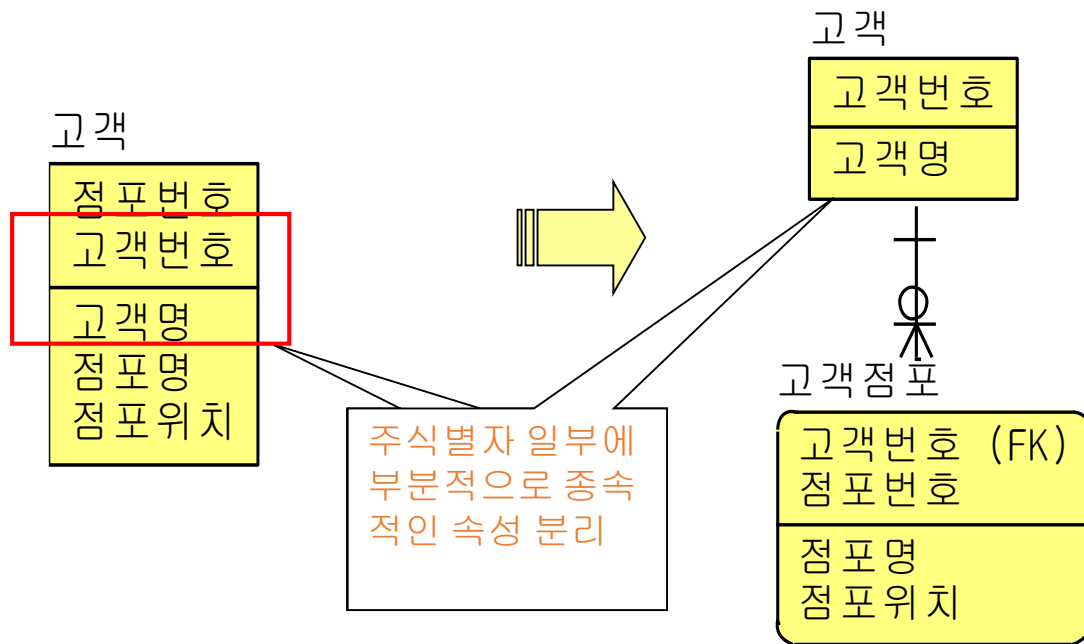 고객
점포번호
고객번호
고객명
점포명
점포위치
주식별자 일부에
부분적으로 종속
적인 속성 분리
고객
고객번호
고객명
고객점포
고객번호 (FK)
점포번호
점포명
점포위치